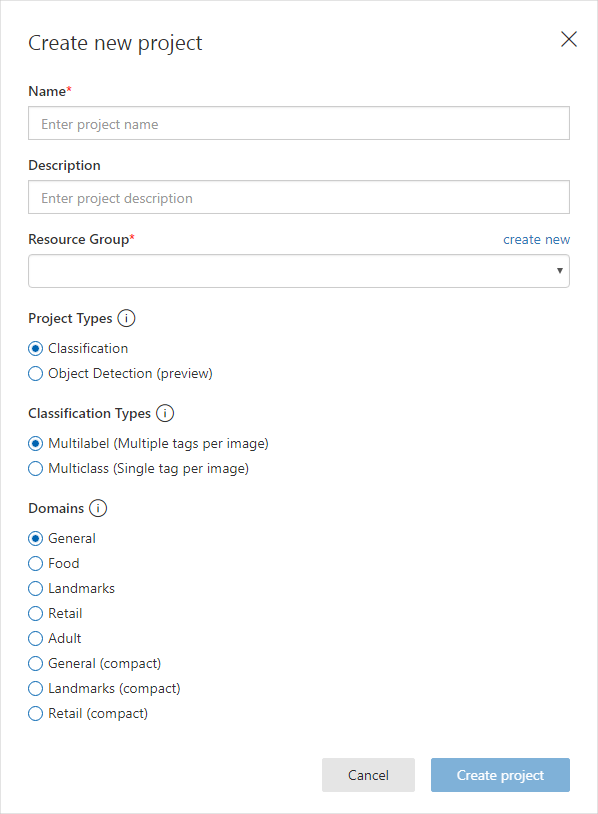 Create new project
Name*
Enter project name
Description
Enter project description
Resource Group* create new
Project Types i
Classification
Object Detection (preview)
Classification Types i
Multilabel (Multiple tags per image)
Multiclass (Single tag per image)
Domains i
General
Food
Landmarks
Retail
Adult
General (compact)
Landmarks (compact)
Retail (compact)
Cancel Create project